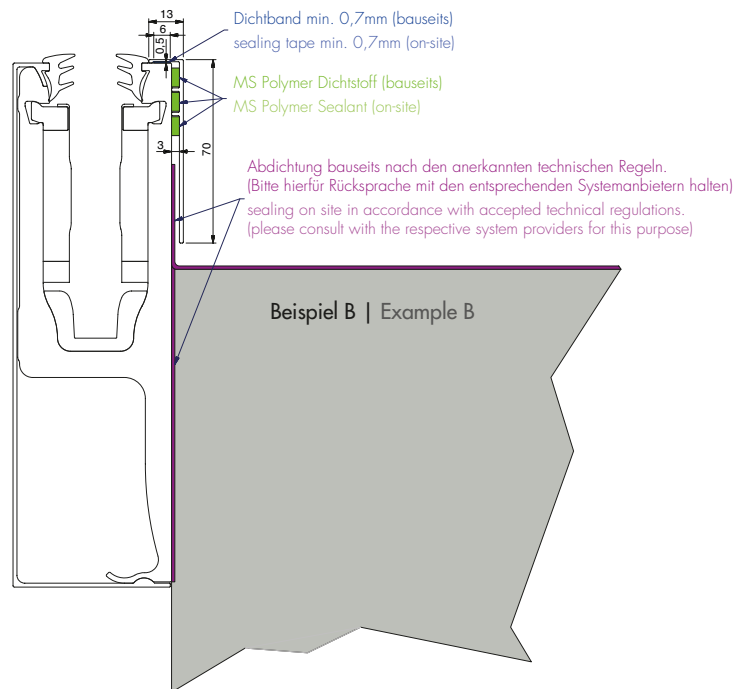 13
6
0,5
Dichtband min. 0,7mm (bauseits)
sealing tape min. 0,7mm (on-site)
MS Polymer Dichtstoff (bauseits)
MS Polymer Sealant (on-site)
3
70
Abdichtung bauseits nach den anerkannten technischen Regeln.
(Bitte hierfür Rücksprache mit den entsprechenden Systemanbietern halten)
sealing on site in accordance with accepted technical regulations.
(please consult with the respective system providers for this purpose)
Beispiel B | Example B